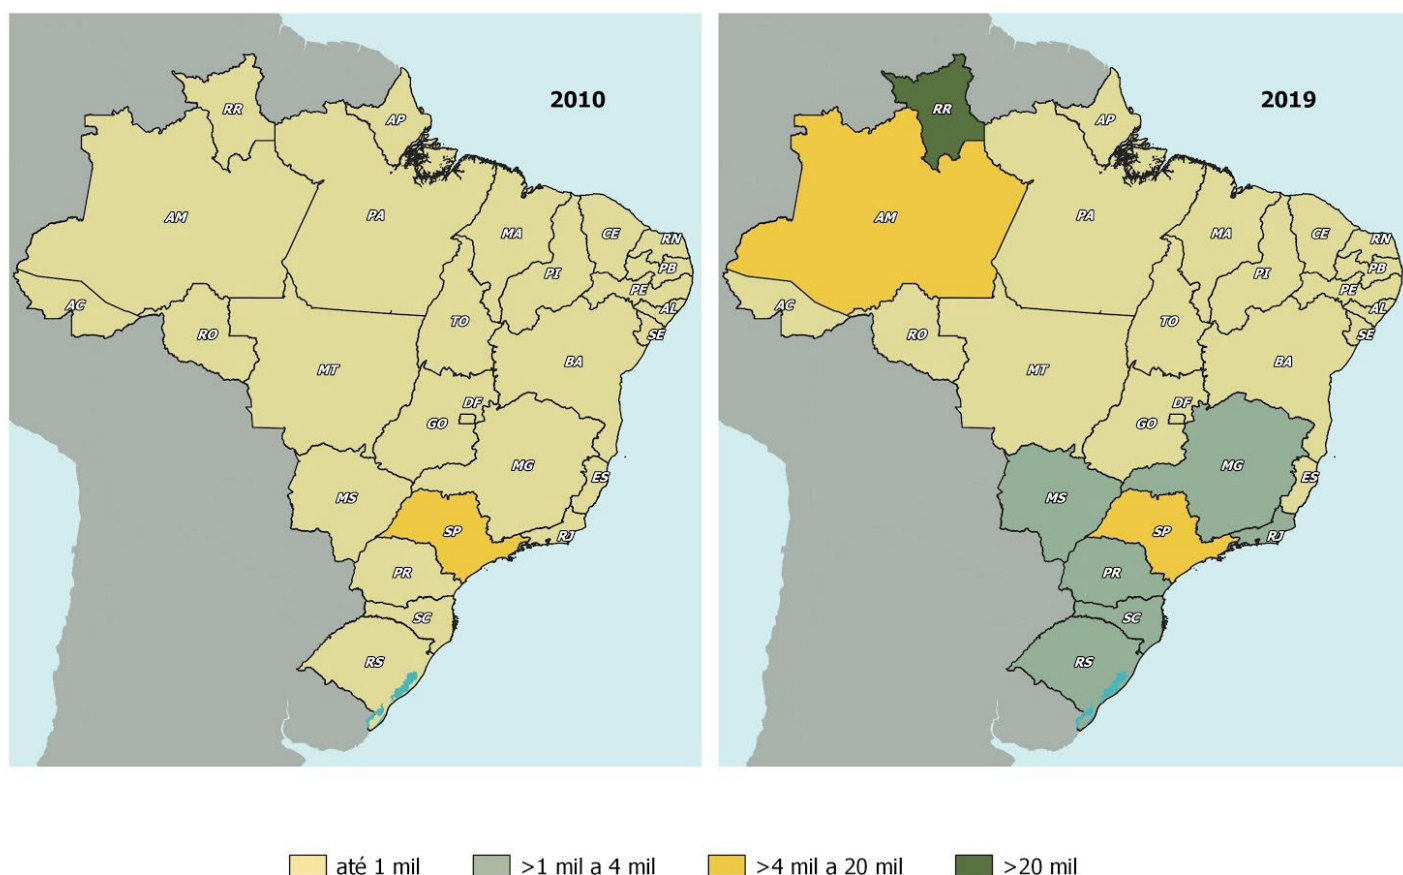 2010
RR
AP
AM
PA
MA
CE
RN
PI
PB
PE
AC
AL
TO
SE
RO
BA
MT
DF
GO
MG
ES
MS
SP
RJ
PR
SC
RS
2019
RR
AP
AM
PA
MA
CE
RN
PI
PB
PE
AC
AL
TO
SE
RO
BA
MT
DF
GO
MG
ES
MS
SP
RJ
PR
SC
RS
até 1 mil >1 mil a 4 mil >4 mil a 20 mil >20 mil